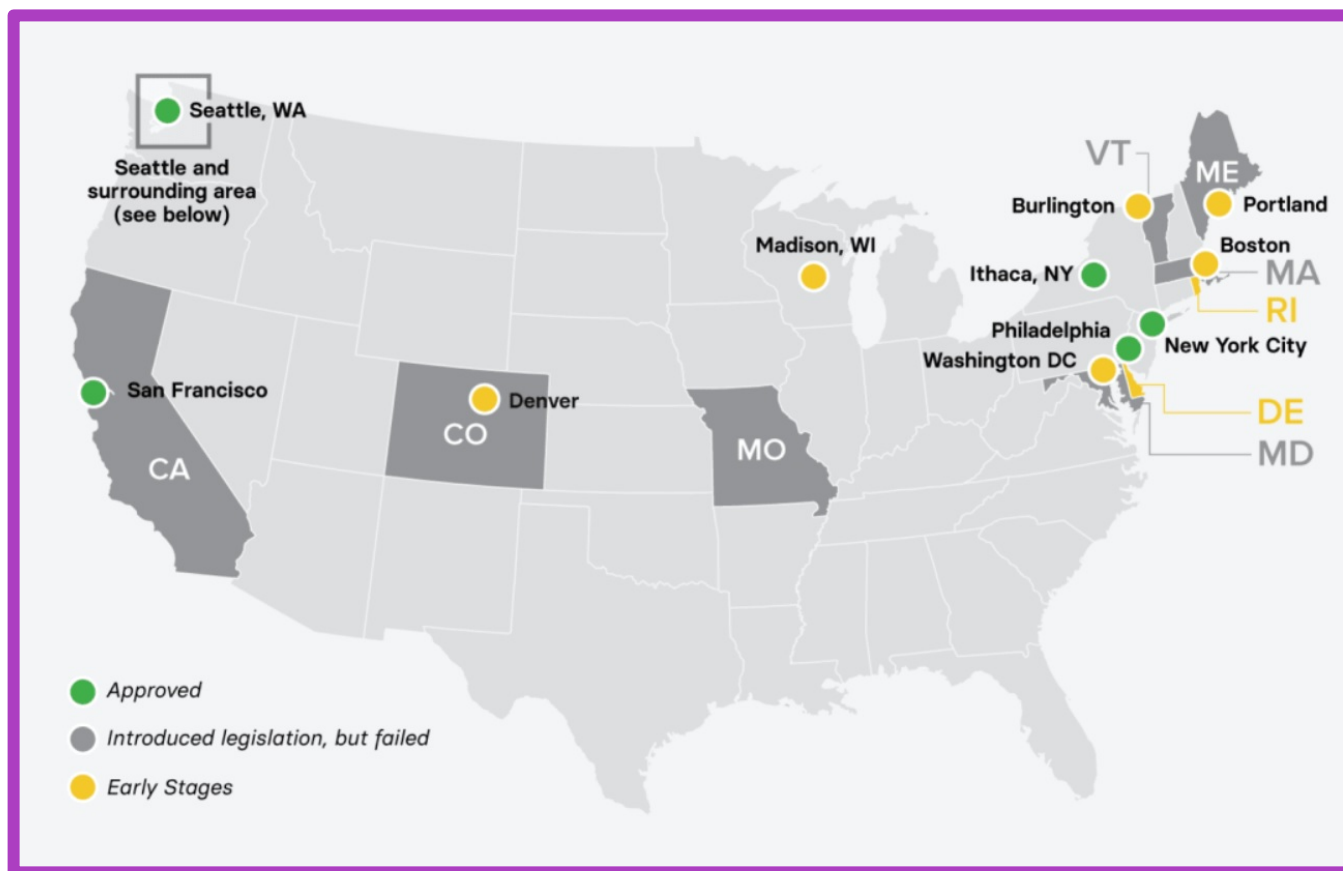 Seattle, WA
Seattle and
surrounding area
(see below)
VT
ME
Burlington
Portland
Madison, WI
Boston
Ithaca, NY
MA
RI
Philadelphia
New York City
Washington DC
San Francisco
Denver
CO
DE
MO
MD
CA
Approved
Introduced legislation, but failed
Early Stages